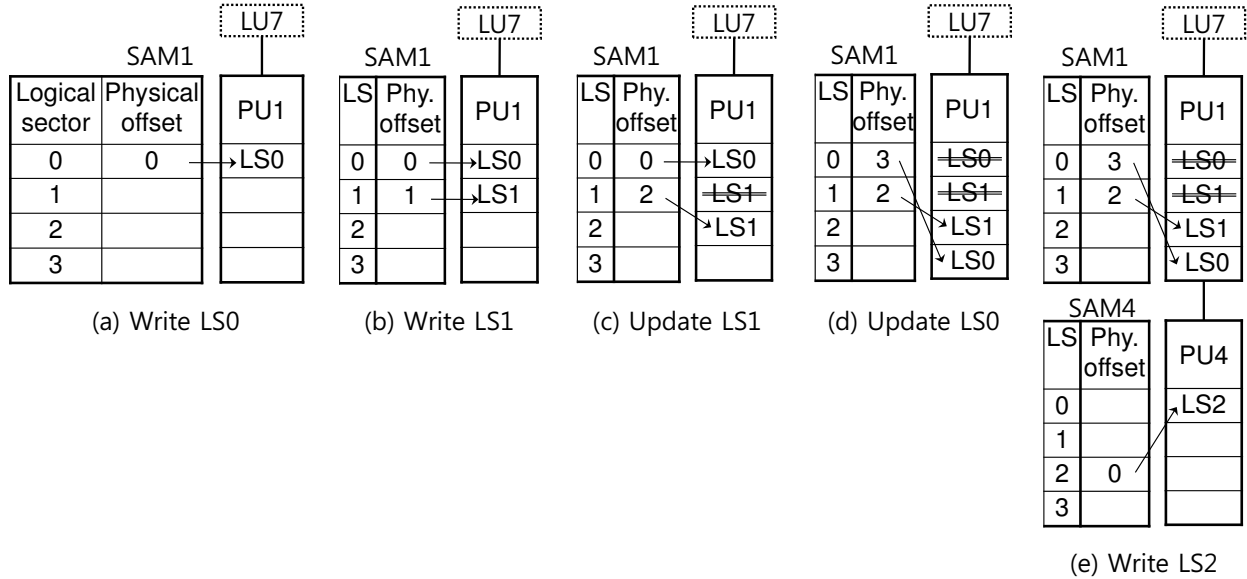 LU7
SAM1
Logical sector Physical offset PU1
0 0 LS0
1
2
3
(a) Write LS0
LU7
SAM1
LS Phy. offset PU1
0 0 LS0
1 1 LS1
2
3
(b) Write LS1
LU7
SAM1
LS Phy. offset PU1
0 0 LS0
1 2 LS1
2 LS1
3
(c) Update LS1
LU7
SAM1
LS Phy. offset PU1
0 3 LS0
1 2 LS1
2 LS1
3 LS0
(d) Update LS0
LU7
SAM1
LS Phy. offset PU1
0 3 LS0
1 2 LS1
2 LS1
3 LS0
SAM4
LS Phy. offset PU4
0 LS2
1
2 0
3
(e) Write LS2